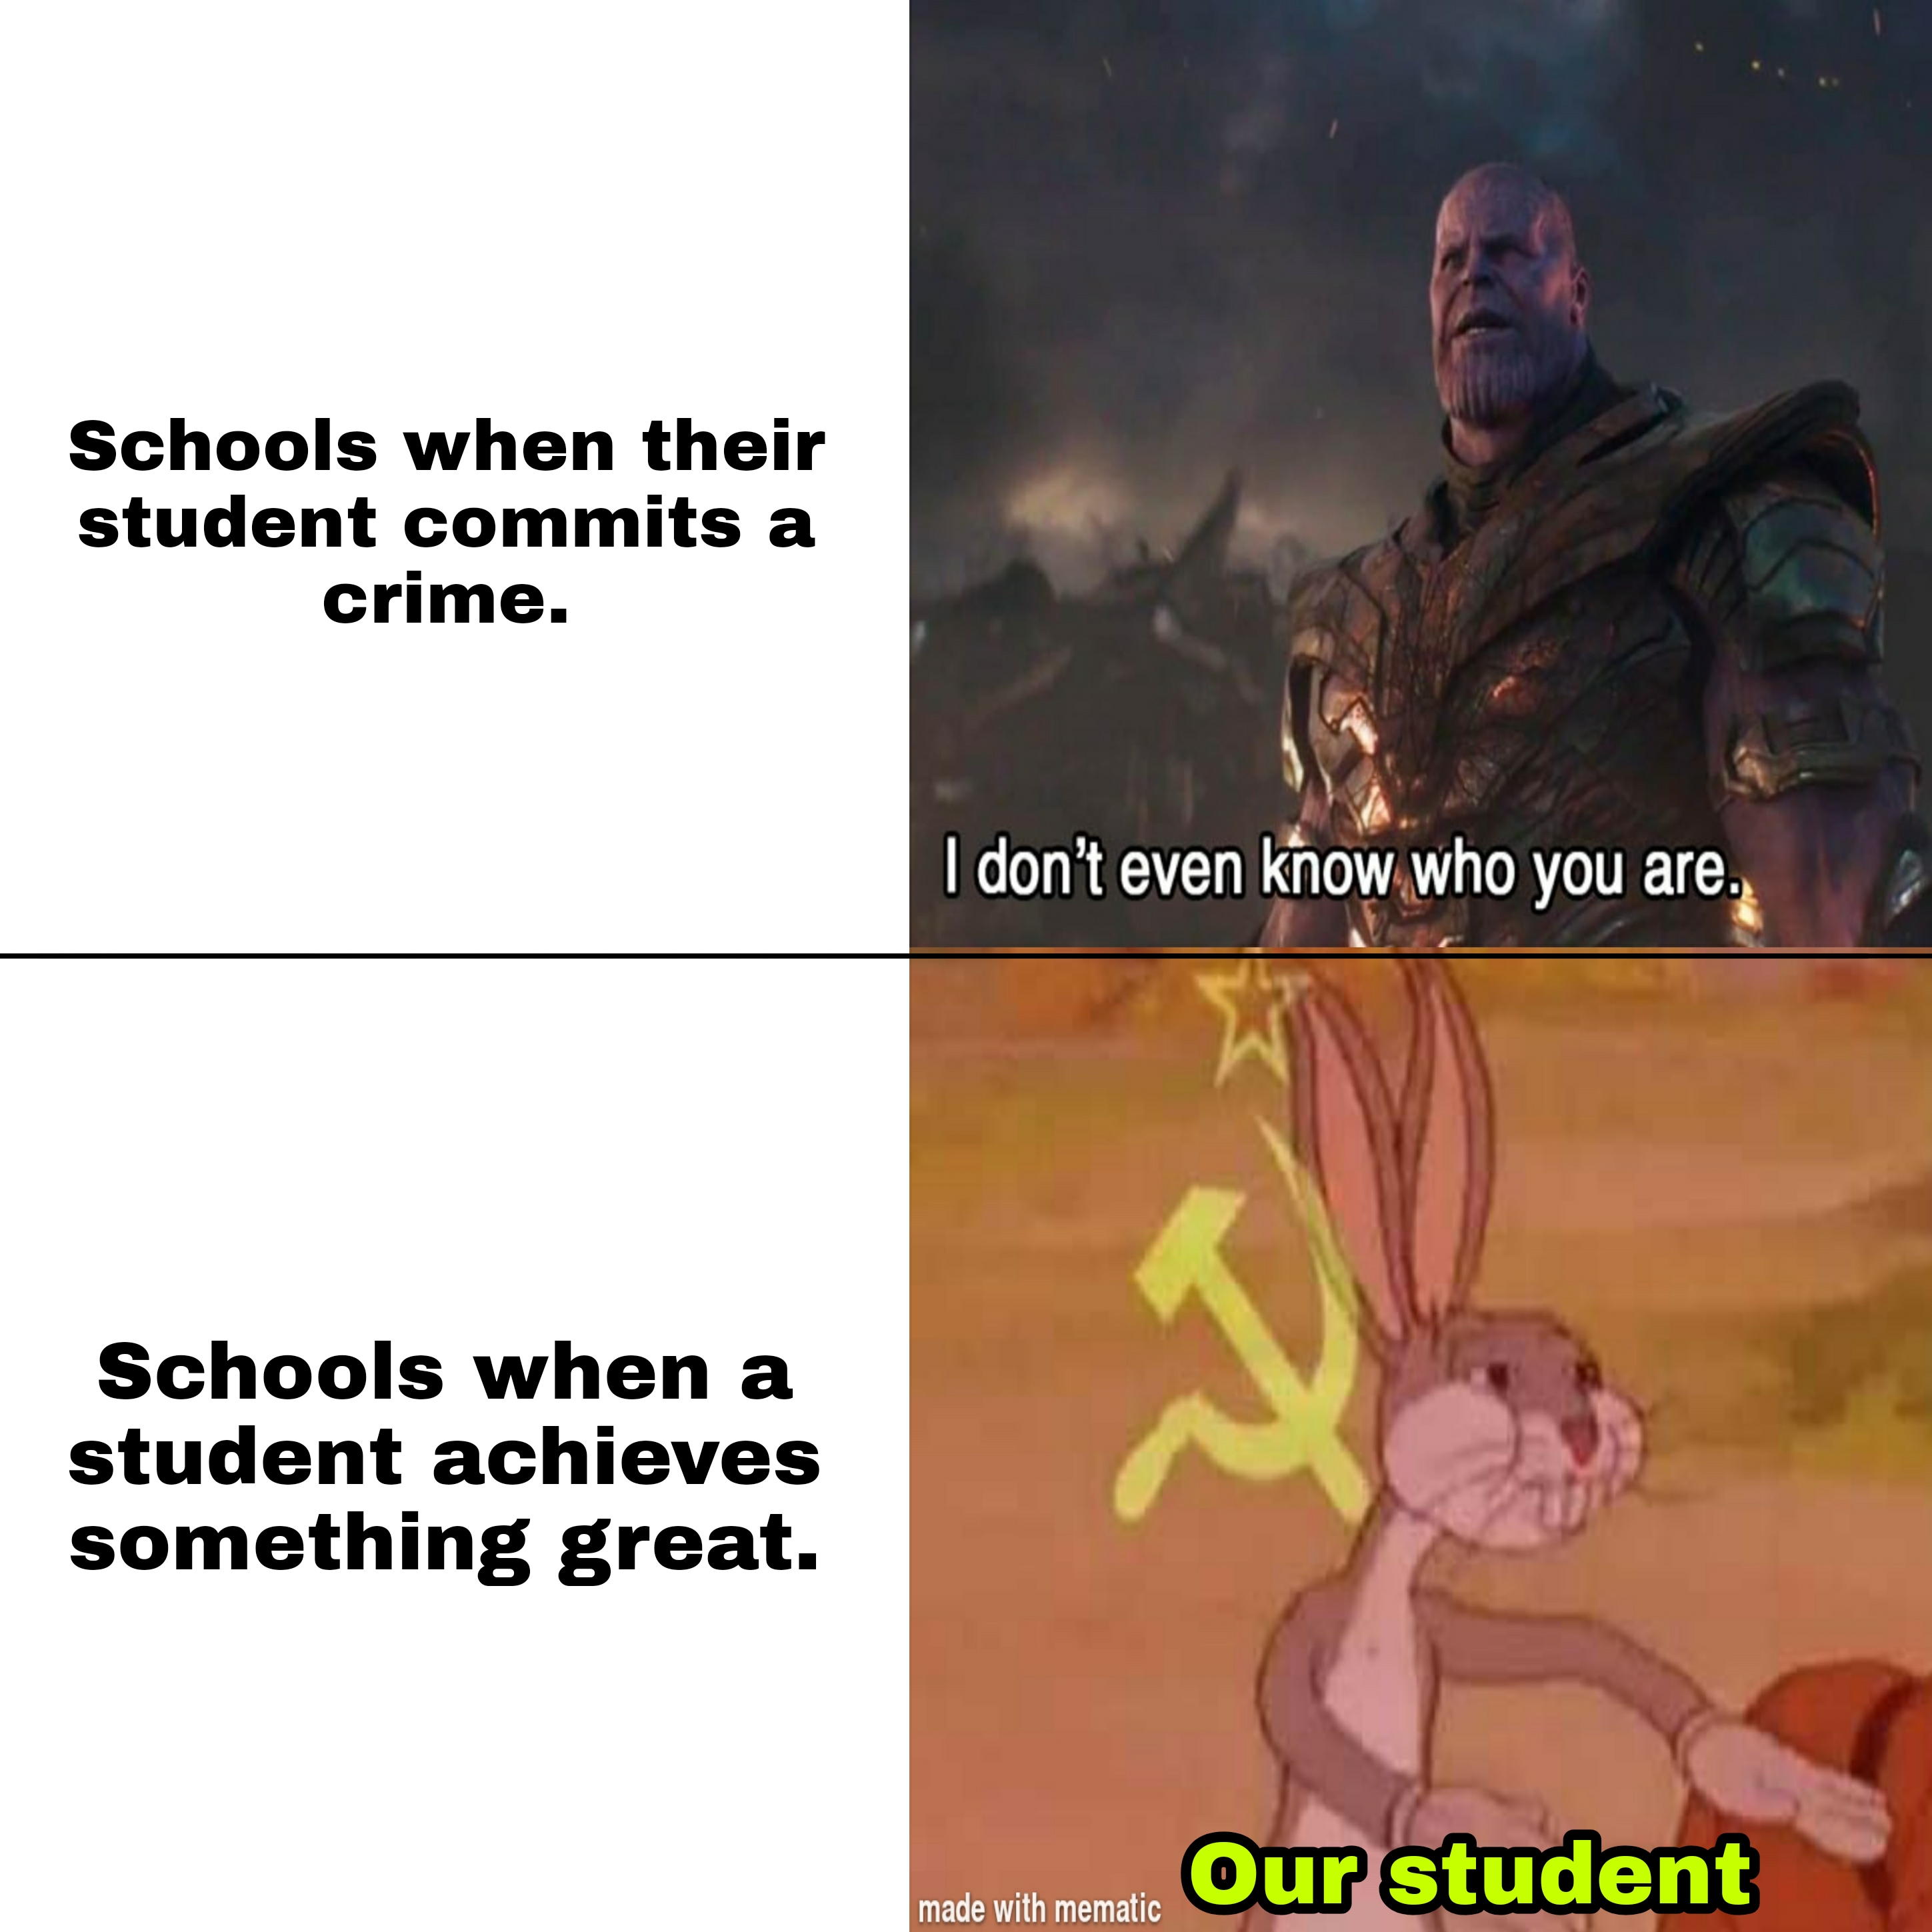 Schools when their
student commits a
crime.
I don't even know who you are.
Schools when a
student achieves
something great.
Our student
made with mematic